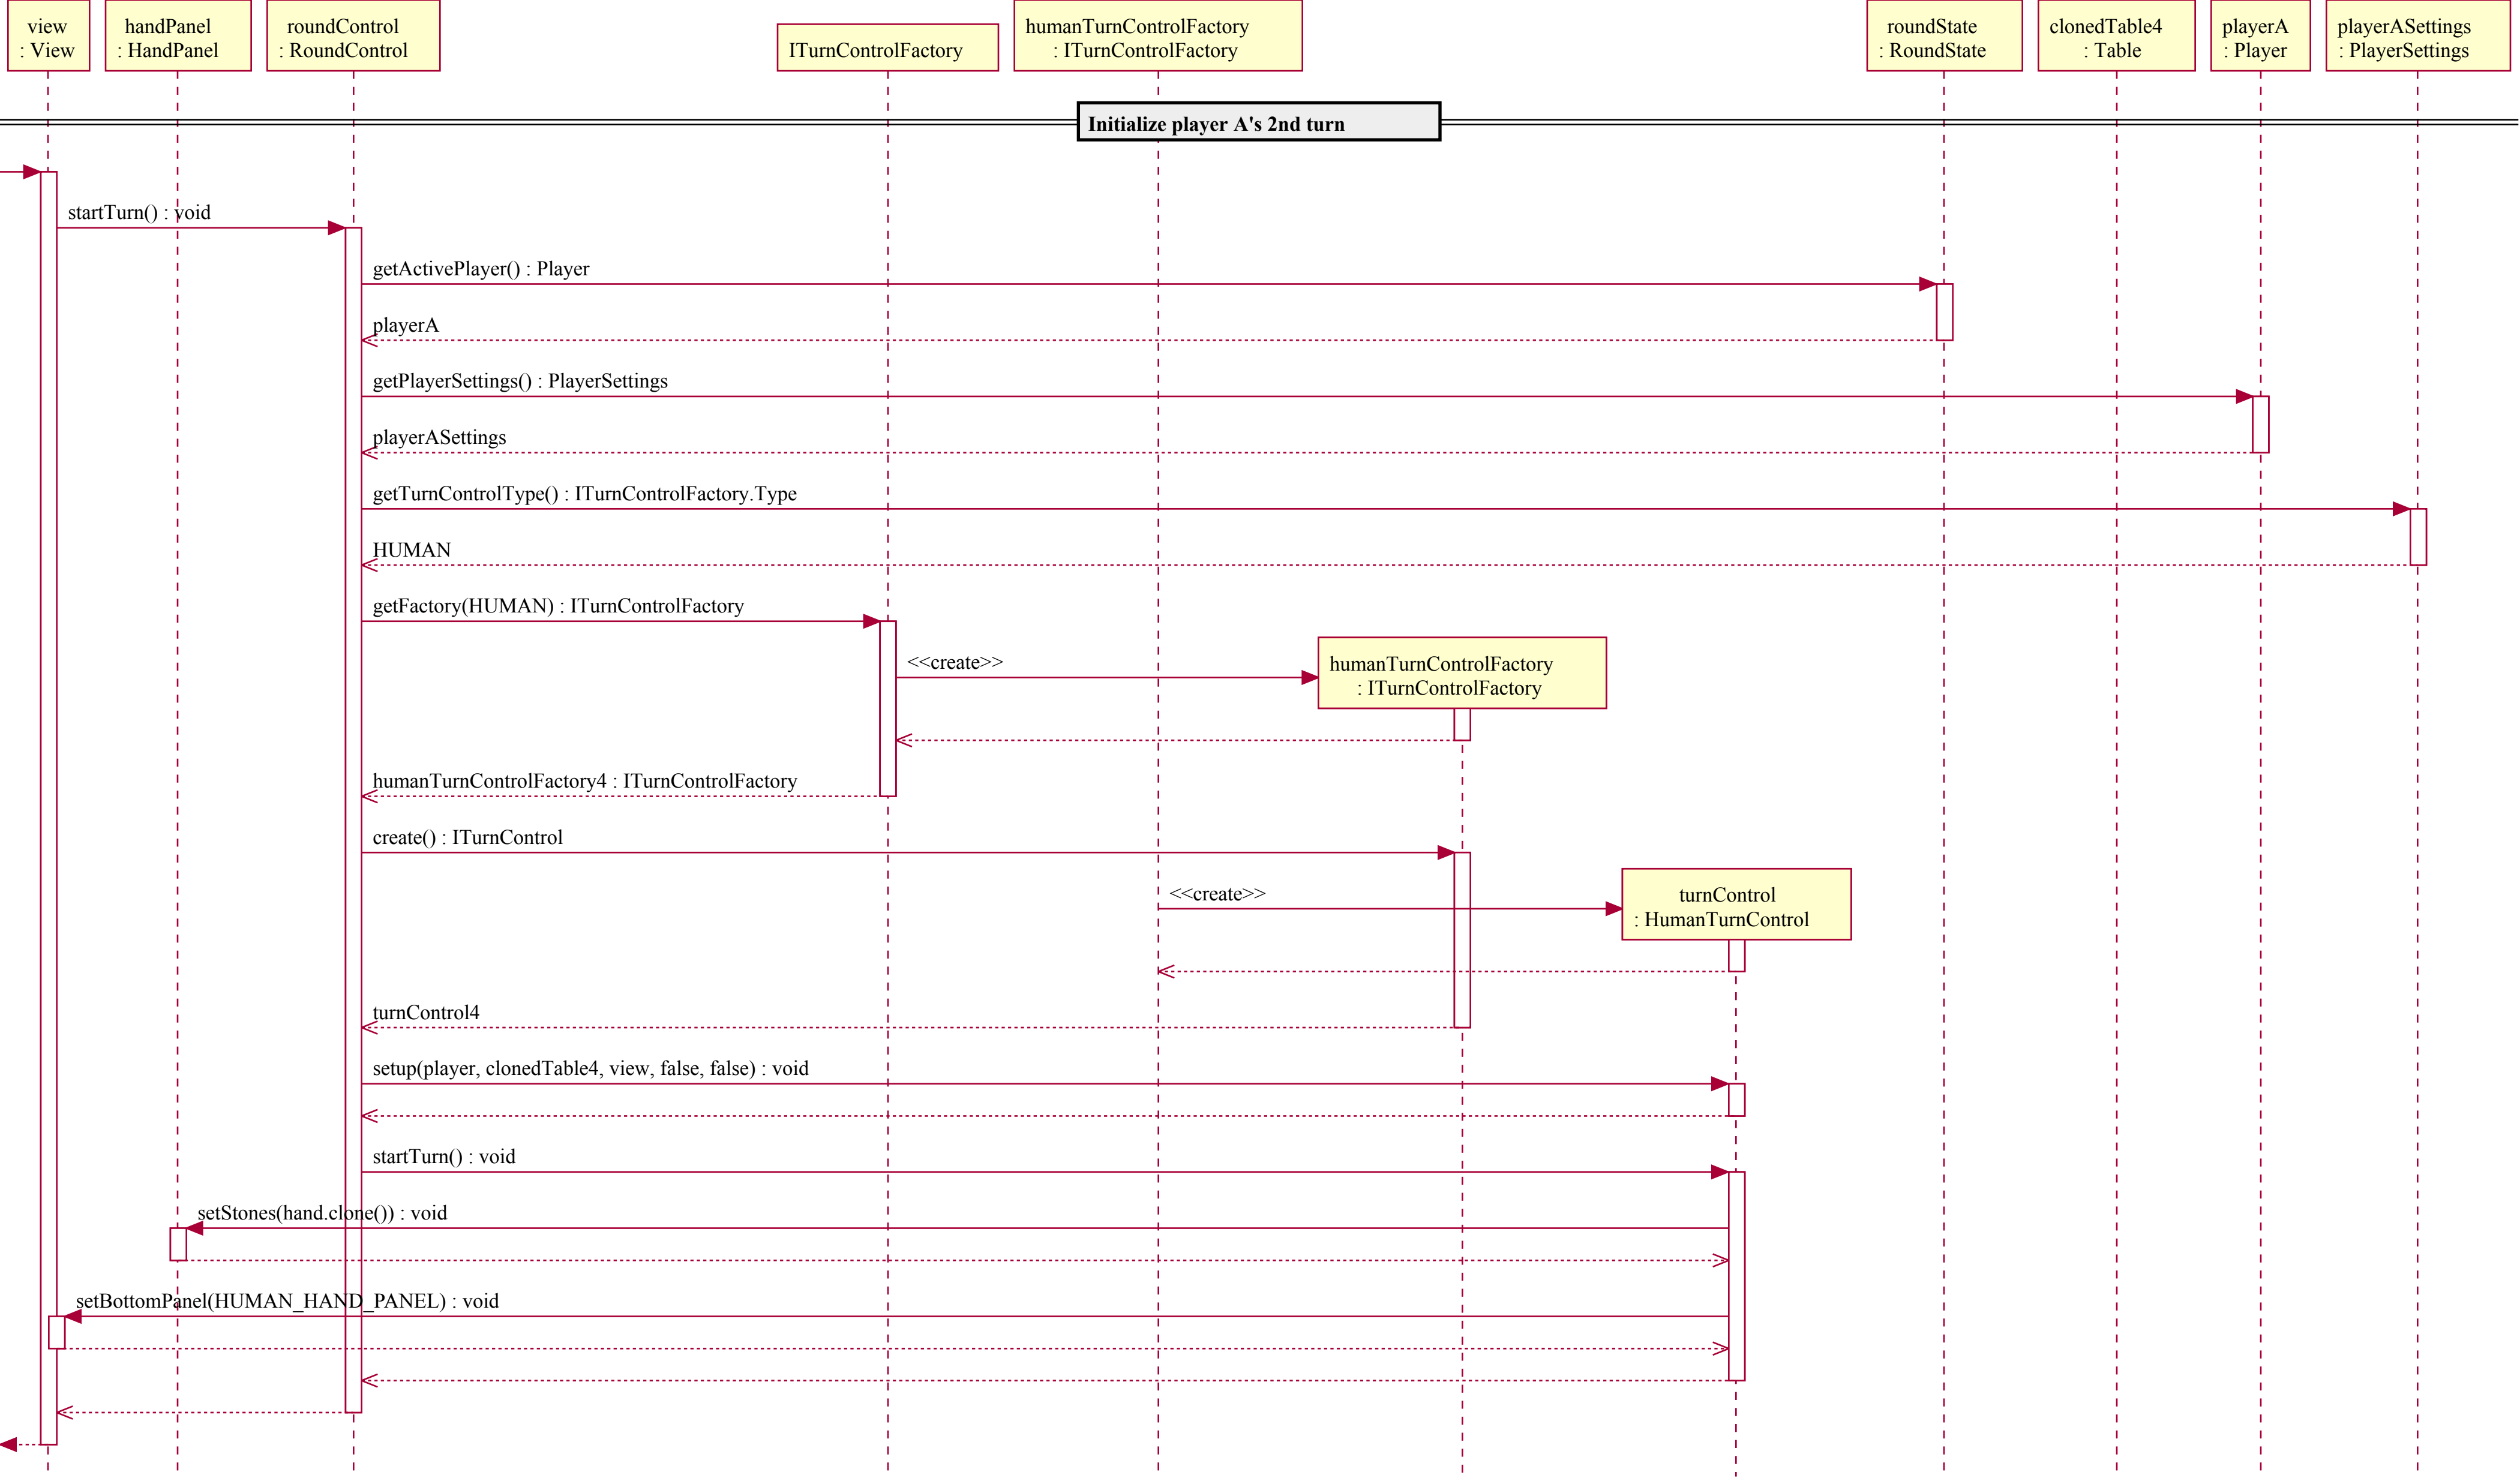 view
: View
handPanel
: HandPanel
roundControl
: RoundControl
ITurnControlFactory
humanTurnControlFactory
: ITurnControlFactory
roundState
: RoundState
clonedTable4
: Table
playerA
: Player
playerASettings
: PlayerSettings
Initialize player A's 2nd turn
startTurn() : void
getActivePlayer() : Player
playerA
getPlayerSettings() : PlayerSettings
playerASettings
getTurnControlType() : ITurnControlFactory.Type
HUMAN
getFactory(HUMAN) : ITurnControlFactory
<<create>>
humanTurnControlFactory
: ITurnControlFactory
humanTurnControlFactory4 : ITurnControlFactory
create() : ITurnControl
<<create>>
turnControl
: HumanTurnControl
turnControl4
setup(player, clonedTable4, view, false, false) : void
startTurn() : void
setStones(hand.clone()) : void
setBottomPanel(HUMAN_HAND_PANEL) : void